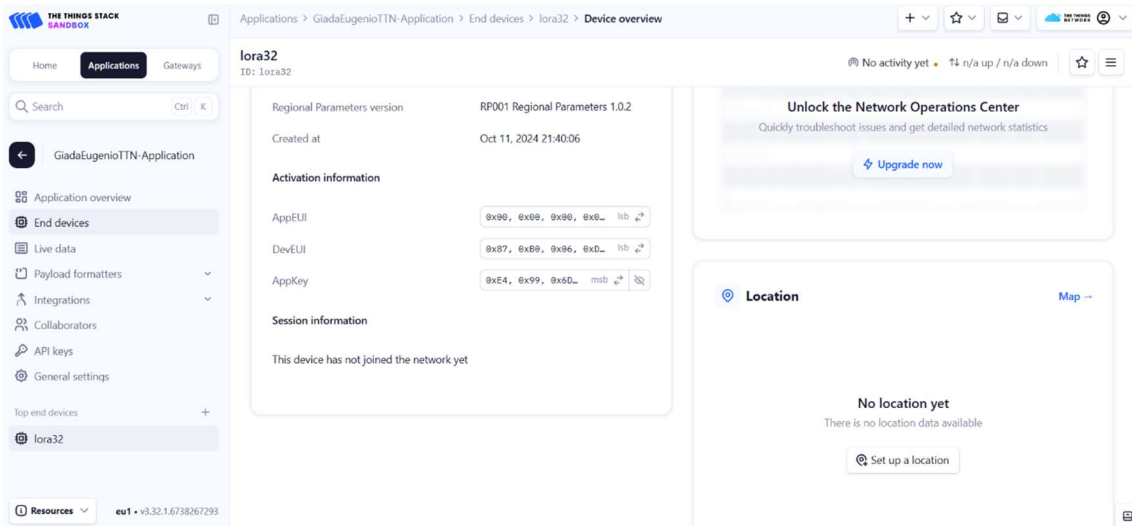 THE THINGS STACK
SANDBOX
Applications > GiadaEugenioTTN-Application > End devices > lora32 > Device overview
THE THINGS
NETWORK
Home Applications Gateways
lora32
ID: lora32
No activity yet n/a up / n/a down
Search Ctrl K
Regional Parameters version RP001 Regional Parameters 1.0.2
Created at Oct 11, 2024 21:40:06
Unlock the Network Operations Center
Quickly troubleshoot issues and get detailed network statistics
Upgrade now
GiadaEugenioTTN-Application
Application overview
End devices
Live data
Payload formatters
Integrations
Collaborators
API keys
General settings
Top end devices +
lora32
Resources eu1 • v3.32.1.6738267293
Activation information
AppEUI 0x00, 0x00, 0x00, 0x0… lsb
DevEUI 0x87, 0xB0, 0x06, 0xD… lsb
AppKey 0xE4, 0x99, 0x6D… msb
Session information
This device has not joined the network yet
Location Map →
No location yet
There is no location data available
Set up a location